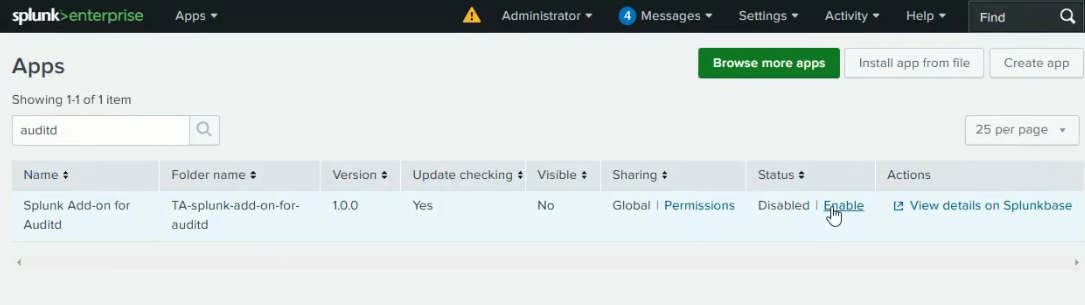 splunk>enterprise Apps Administrator 4 Messages Settings Activity Help Find
Apps
Browse more apps Install app from file Create app
Showing 1-1 of 1 item
auditd
25 per page
Name Folder name Version Update checking Visible Sharing Status Actions
Splunk Add-on for TA-splunk-add-on-for- 1.0.0 Yes No Global | Permissions Disabled | Enable View details on Splunkbase
Auditd auditd